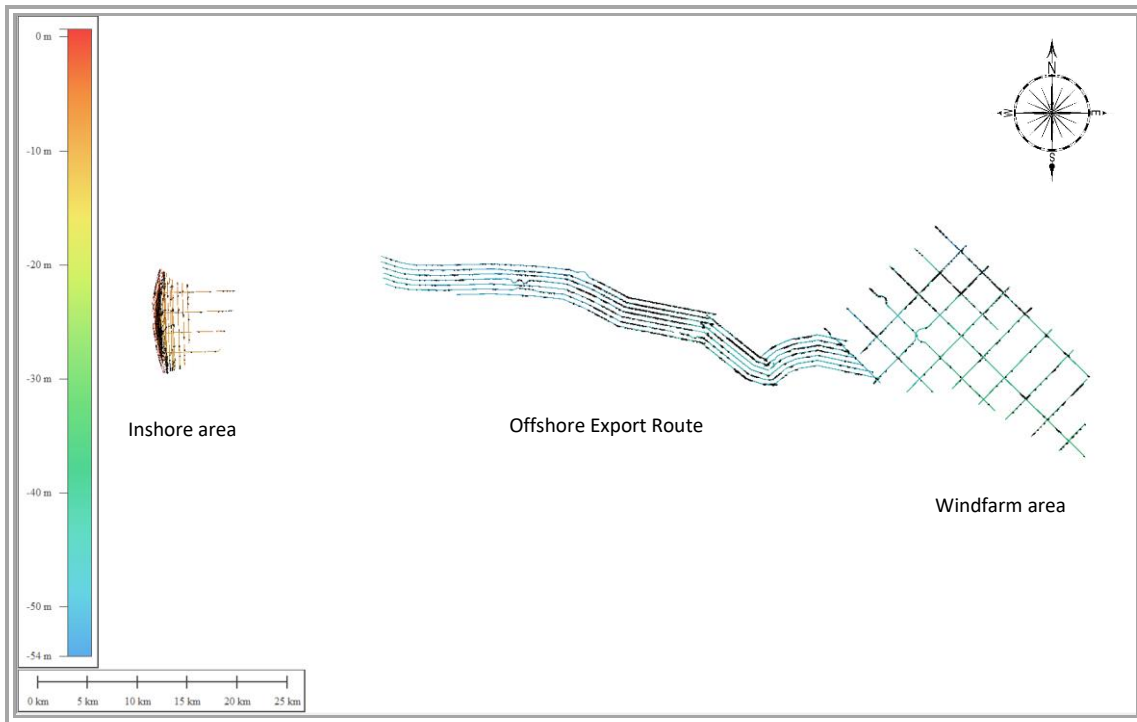 0 m
-10 m
-20 m
-30 m
-40 m
-50 m
-54 m
N
W
E
S
Inshore area
Offshore Export Route
Windfarm area
0 km 5 km 10 km 15 km 20 km 25 km